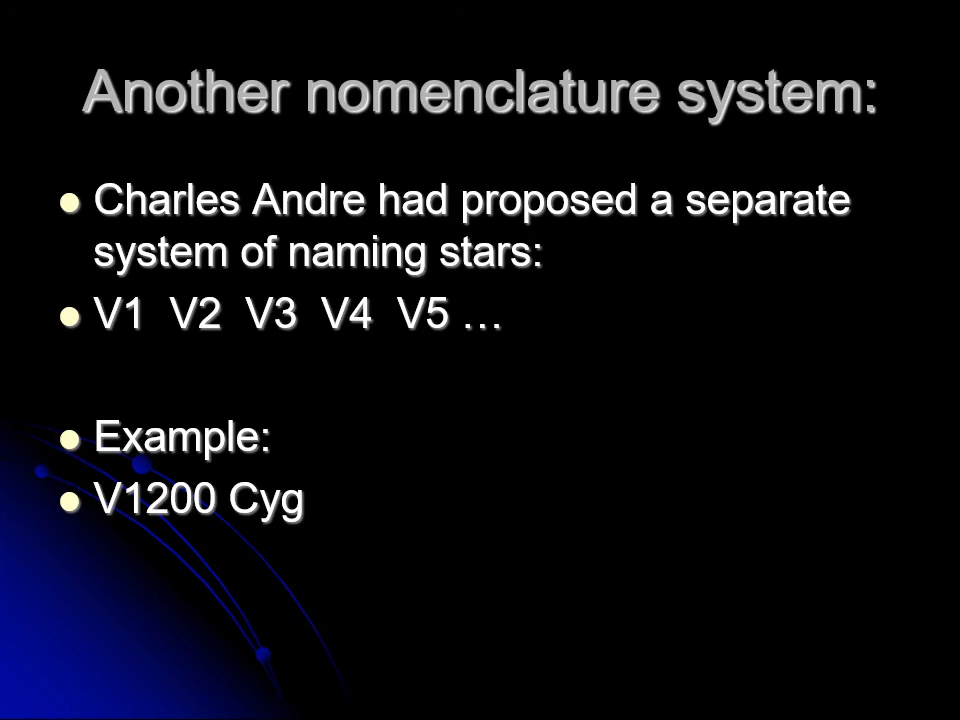 Another nomenclature system:
Charles Andre had proposed a separate
system of naming stars:
V1 V2 V3 V4 V5 …
Example:
V1200 Cyg